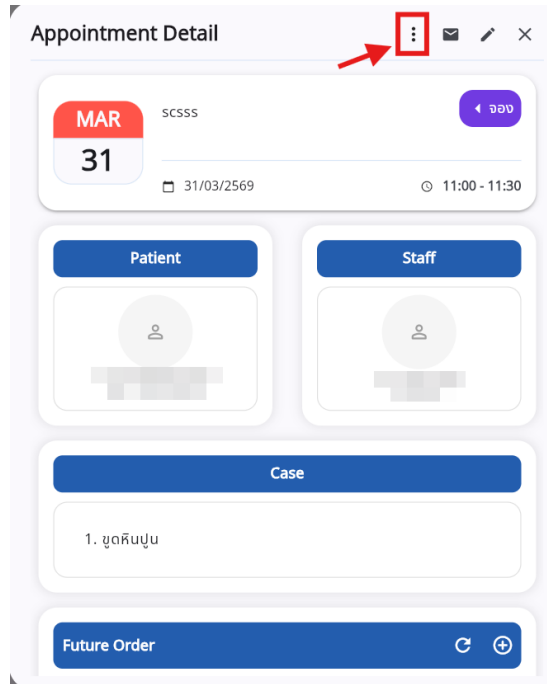 Appointment Detail
MAR
31
scsss
จอง
31/03/2569
11:00 - 11:30
Patient
Staff
Case
1. ขูดหินปูน
Future Order